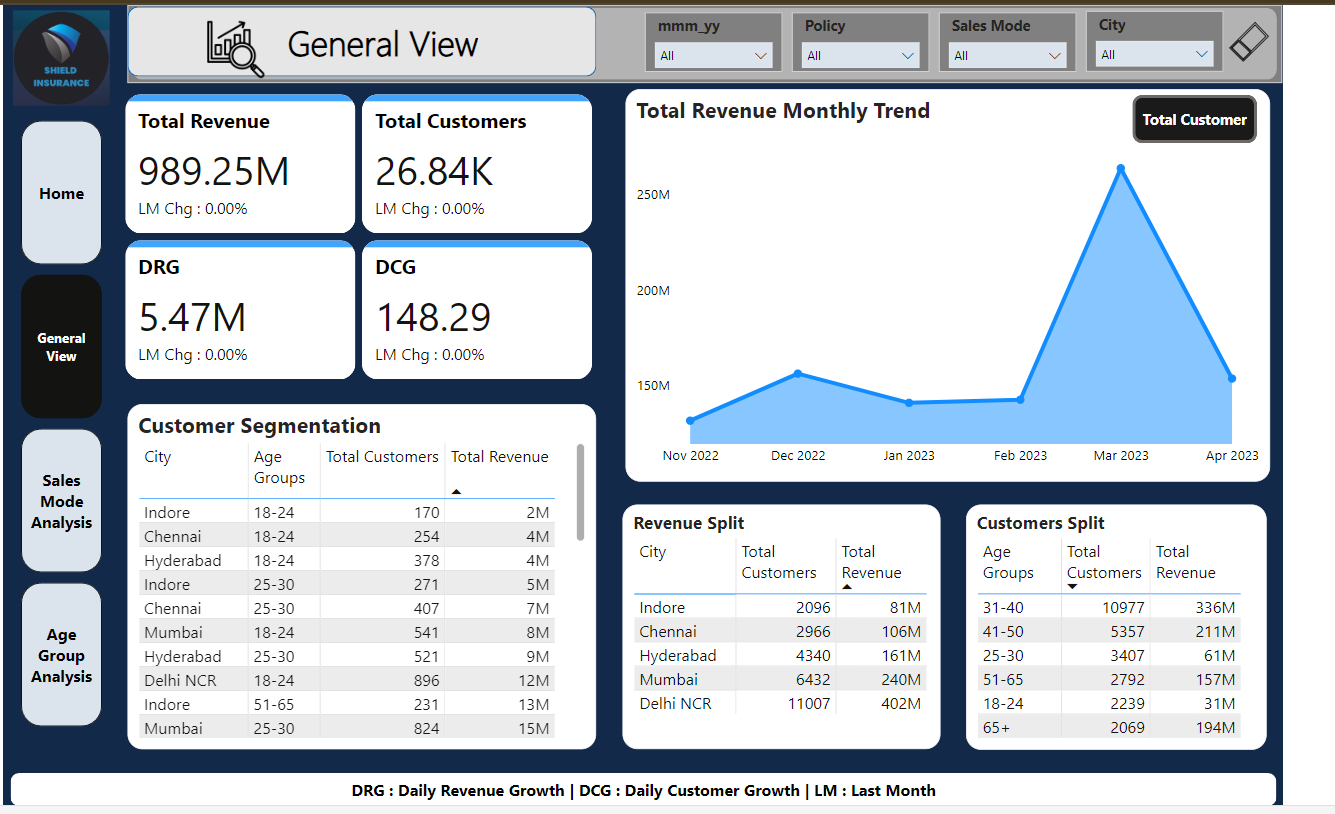 SHIELD
INSURANCE
General View
mmm_yy
All
Policy
All
Sales Mode
All
City
All
Home
General
View
Sales
Mode
Analysis
Age
Group
Analysis
Total Revenue
989.25M
LM Chg : 0.00%
Total Customers
26.84K
LM Chg : 0.00%
DRG
5.47M
LM Chg : 0.00%
DCG
148.29
LM Chg : 0.00%
Total Revenue Monthly Trend
Total Customer
250M
200M
150M
Nov 2022 Dec 2022 Jan 2023 Feb 2023 Mar 2023 Apr 2023
Customer Segmentation
City Age Groups Total Customers Total Revenue
Indore 18-24 170 2M
Chennai 18-24 254 4M
Hyderabad 18-24 378 4M
Indore 25-30 271 5M
Chennai 25-30 407 7M
Mumbai 18-24 541 8M
Hyderabad 25-30 521 9M
Delhi NCR 18-24 896 12M
Indore 51-65 231 13M
Mumbai 25-30 824 15M
Revenue Split
City Total Customers Total Revenue
Indore 2096 81M
Chennai 2966 106M
Hyderabad 4340 161M
Mumbai 6432 240M
Delhi NCR 11007 402M
Customers Split
Age Groups Total Customers Total Revenue
31-40 10977 336M
41-50 5357 211M
25-30 3407 61M
51-65 2792 157M
18-24 2239 31M
65+ 2069 194M
DRG : Daily Revenue Growth | DCG : Daily Customer Growth | LM : Last Month